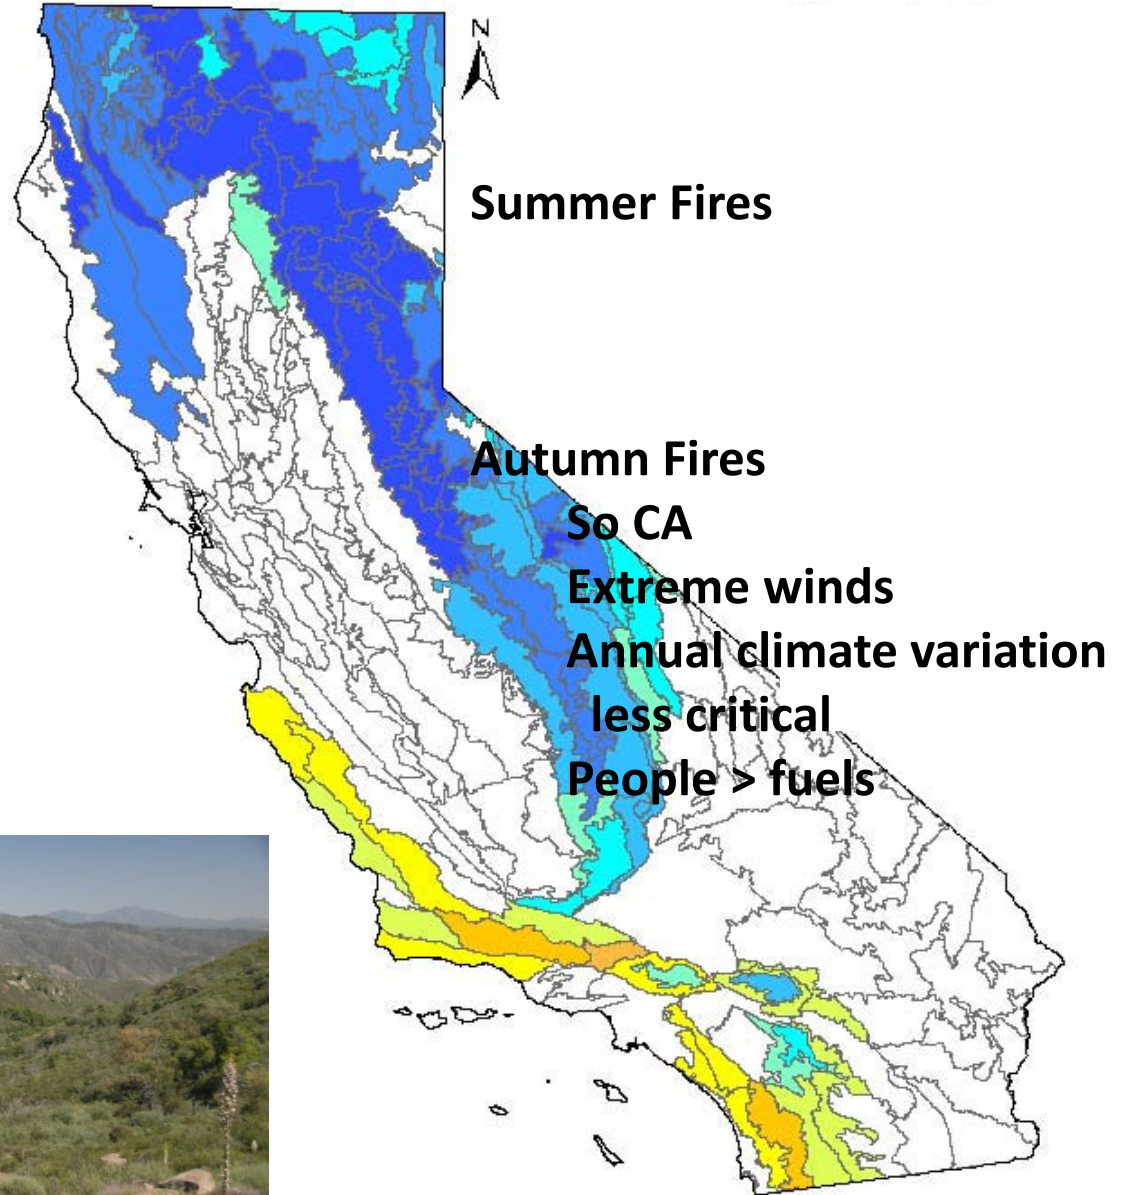 N
Summer Fires
Autumn Fires
So CA
Extreme winds
Annual climate variation
less critical
People > fuels